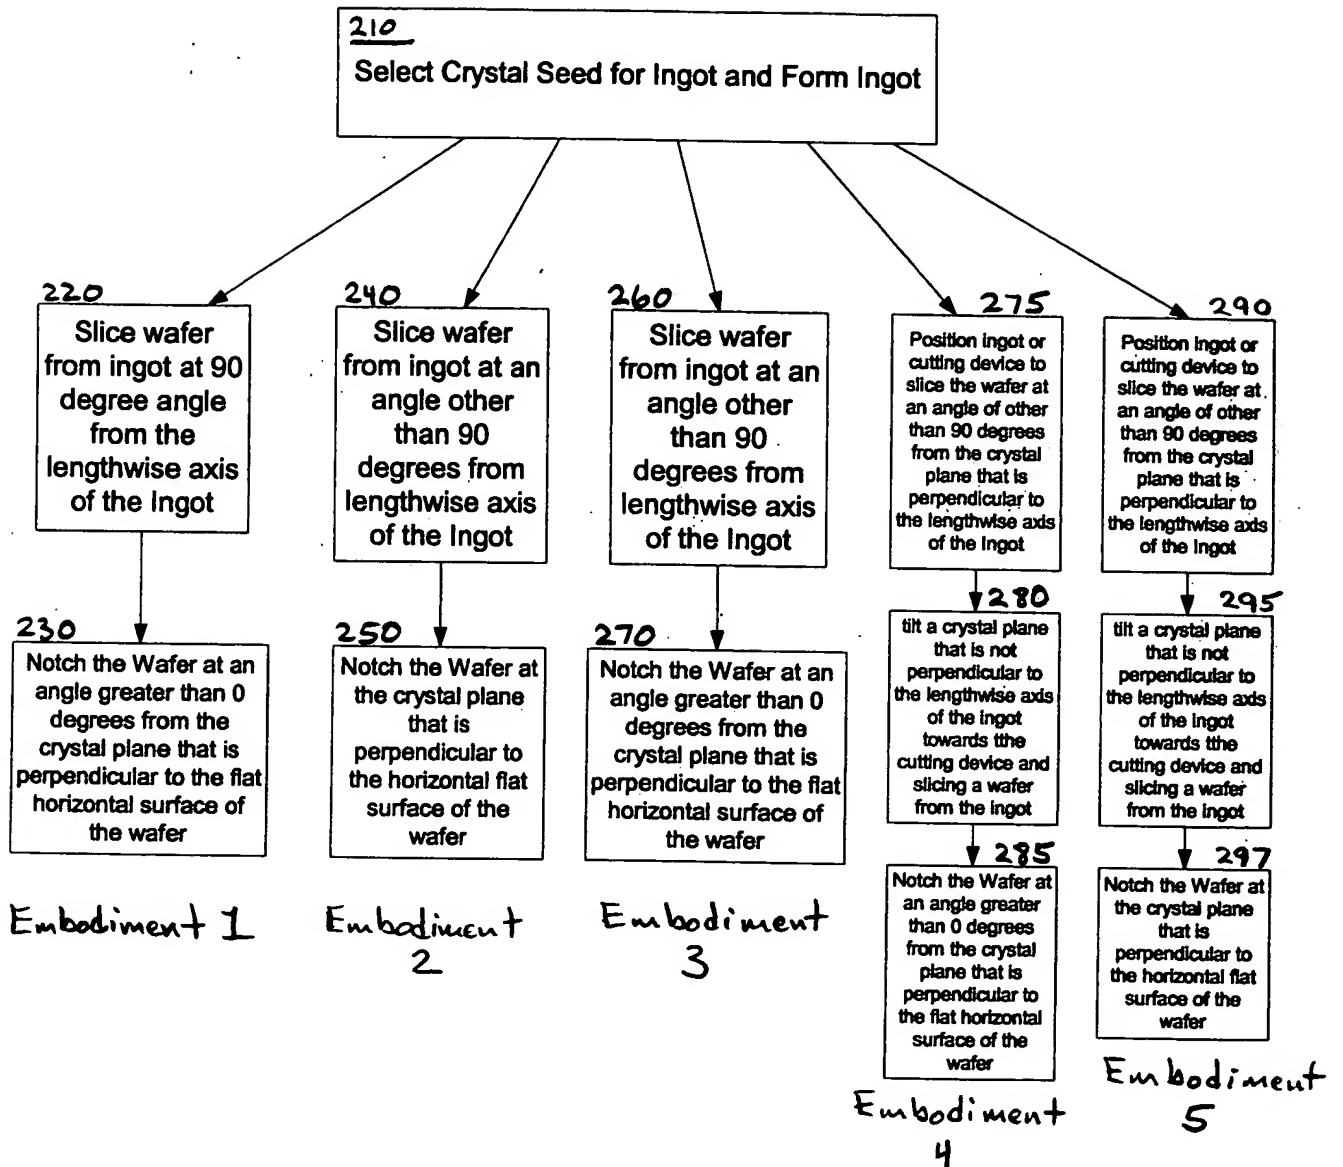 210
Select Crystal Seed for Ingot and Form Ingot
220
Slice wafer
from ingot at 90
degree angle
from the
lengthwise axis
of the Ingot
240
Slice wafer
from ingot at an
angle other
than 90
degrees from
lengthwise axis
of the Ingot
260
Slice wafer
from ingot at an
angle other
than 90
degrees from
lengthwise axis
of the Ingot
275
Position ingot or
cutting device to
slice the wafer at
an angle of other
than 90 degrees
from the crystal
plane that is
perpendicular to
the lengthwise axis
of the Ingot
290
Position ingot or
cutting device to
slice the wafer at
an angle of other
than 90 degrees
from the crystal
plane that is
perpendicular to
the lengthwise axis
of the Ingot
230
Notch the Wafer at an
angle greater than 0
degrees from the
crystal plane that is
perpendicular to the flat
horizontal surface of
the wafer
Embodiment 1
250
Notch the Wafer at
the crystal plane
that is
perpendicular to
the horizontal flat
surface of the
wafer
Embodiment
2
270
Notch the Wafer at an
angle greater than 0
degrees from the
crystal plane that is
perpendicular to the flat
horizontal surface of
the wafer
Embodiment
3
280
tilt a crystal plane
that is not
perpendicular to
the lengthwise axis
of the ingot
towards tthe
cutting device and
slicing a wafer
from the ingot
285
Notch the Wafer at
an angle greater
than 0 degrees
from the crystal
plane that is
perpendicular to
the flat horizontal
surface of the
wafer
Embodiment
4
295
tilt a crystal plane
that is not
perpendicular to
the lengthwise axis
of the ingot
towards tthe
cutting device and
slicing a wafer
from the ingot
297
Notch the Wafer at
the crystal plane
that is
perpendicular to
the horizontal flat
surface of the
wafer
Embodiment
5